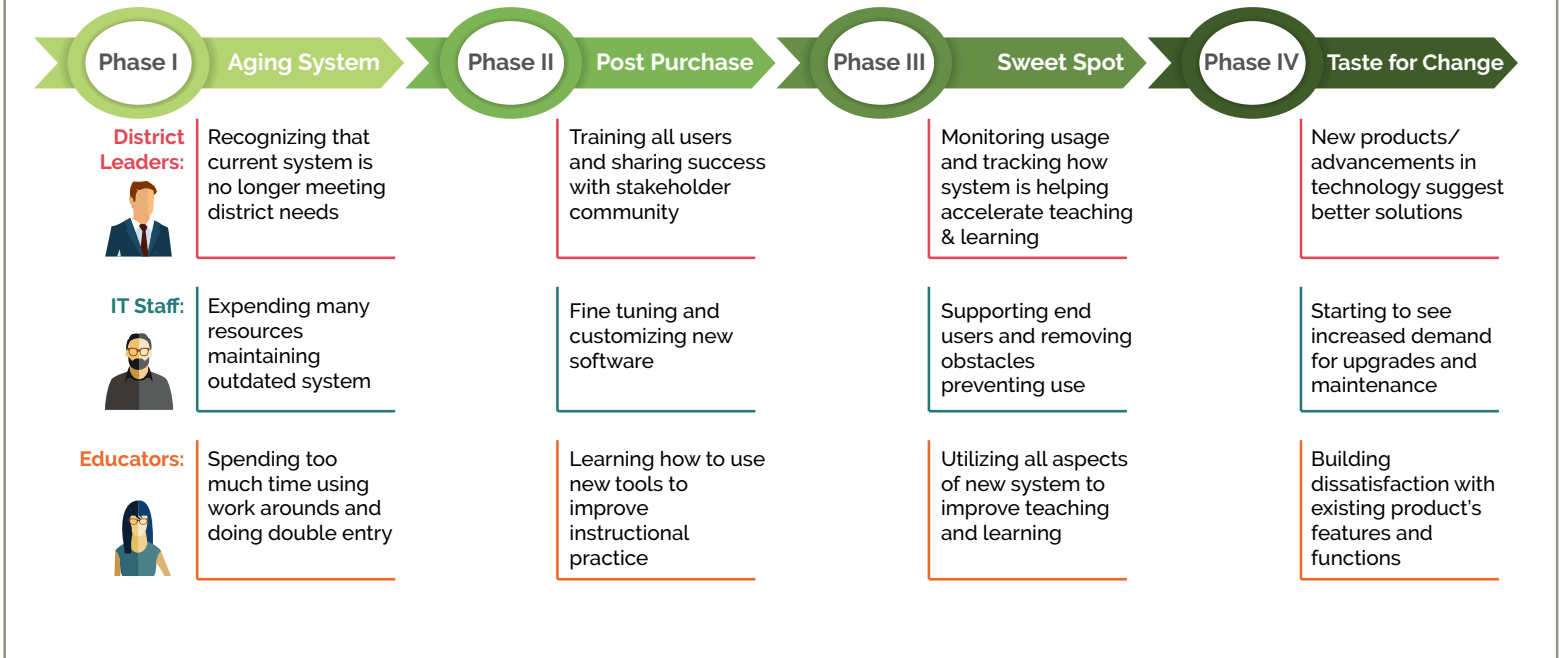 Phase I
Aging System
Phase II
Post Purchase
Phase III
Sweet Spot
Phase IV
Taste for Change
District
Leaders:
Recognizing that
current system is
no longer meeting
district needs
Training all users
and sharing success
with stakeholder
community
Monitoring usage
and tracking how
system is helping
accelerate teaching
& learning
New products/
advancements in
technology suggest
better solutions
IT Staff:
Expending many
resources
maintaining
outdated system
Fine tuning and
customizing new
software
Supporting end
users and removing
obstacles
preventing use
Starting to see
increased demand
for upgrades and
maintenance
Educators:
Spending too
much time using
work arounds and
doing double entry
Learning how to use
new tools to
improve
instructional
practice
Utilizing all aspects
of new system to
improve teaching
and learning
Building
dissatisfaction with
existing product's
features and
functions